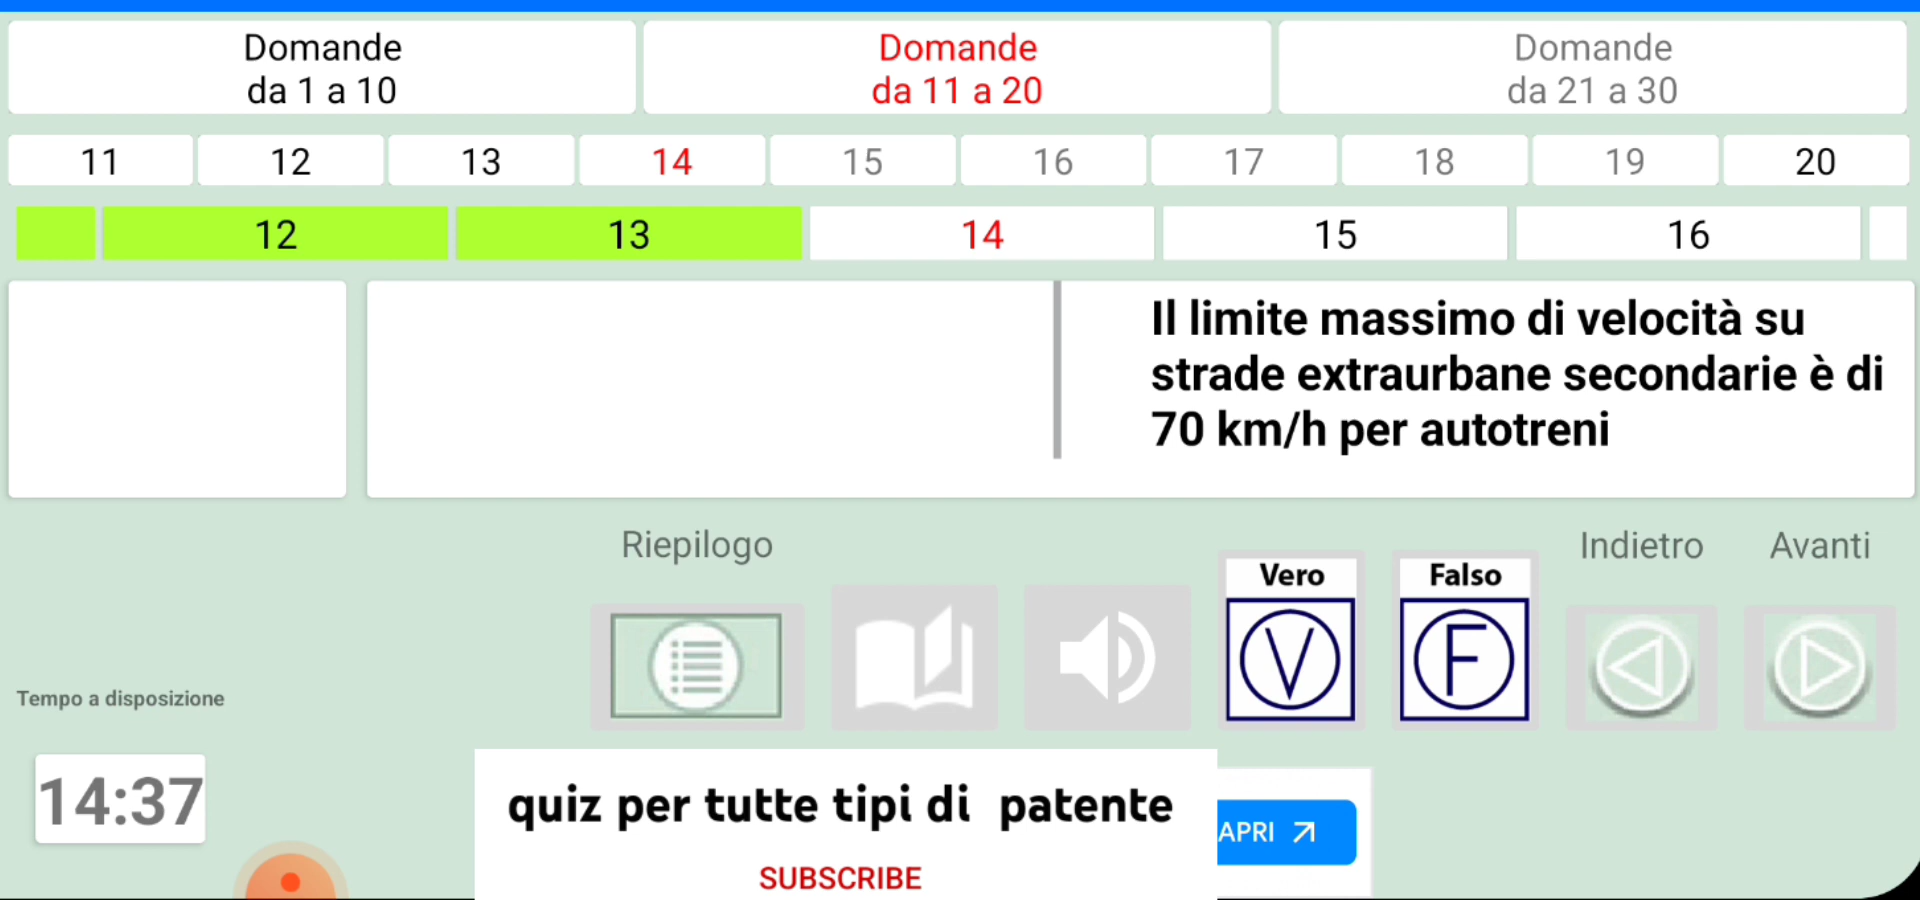 Domande
da 1 a 10
Domande
da 11 a 20
Domande
da 21 a 30
11 12 13 14 15 16 17 18 19 20
12 13 14 15 16
Il limite massimo di velocità su
strade extraurbane secondarie è di
70 km/h per autotreni
Riepilogo
Vero
Falso
Indietro
Avanti
V
F
Tempo a disposizione
14:37
quiz per tutte tipi di patente
APRI
SUBSCRIBE